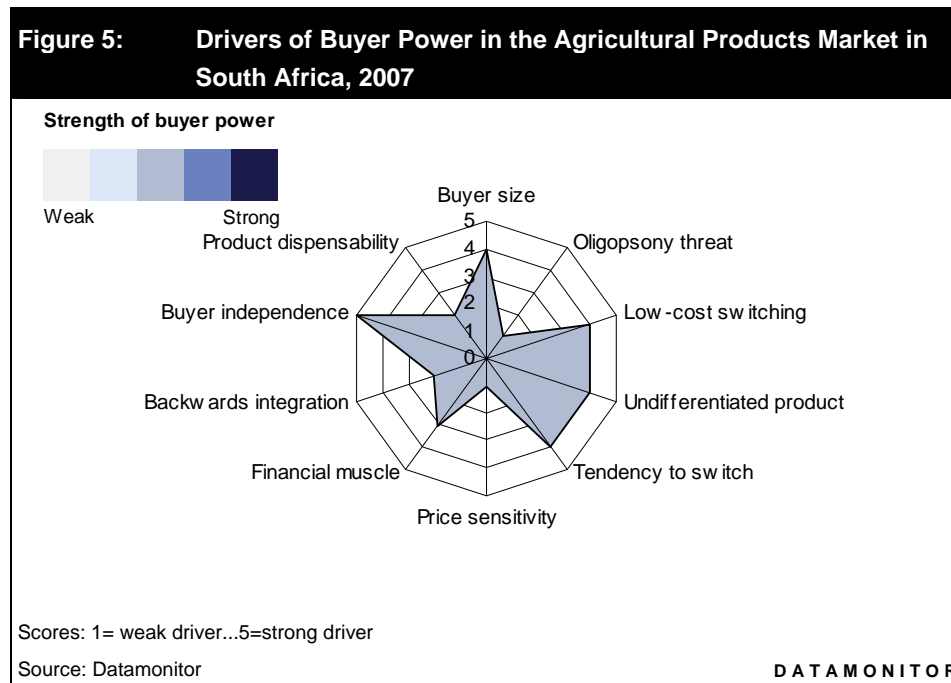 Figure 5: Drivers of Buyer Power in the Agricultural Products Market in
South Africa, 2007
Strength of buyer power
Weak Strong
Buyer size
5
4
3
2
1
0
Product dispensability
Oligopsony threat
Buyer independence
Low-cost switching
Backwards integration
Undifferentiated product
Financial muscle
Tendency to switch
Price sensitivity
Scores: 1= weak driver...5=strong driver
Source: Datamonitor
DATAMONITOR